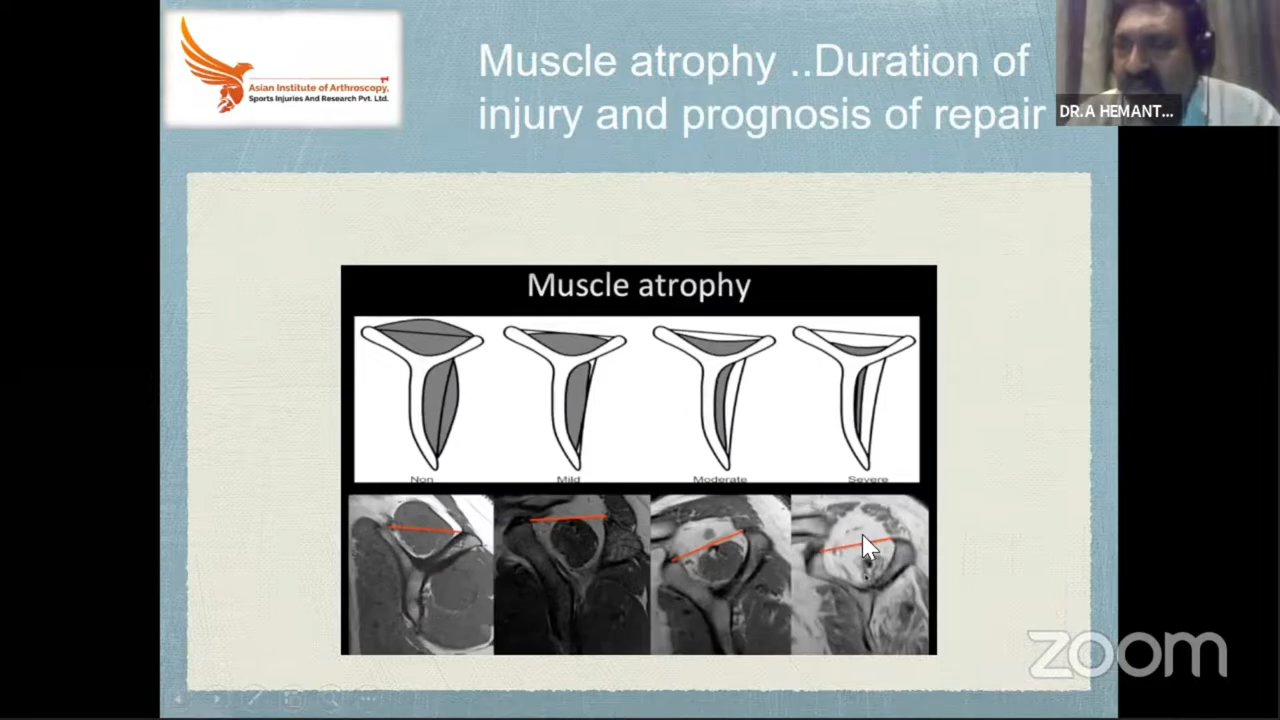 Asian Institute of Arthroscopy,
Sports Injuries And Research Pvt. Ltd.
Muscle atrophy ..Duration of
injury and prognosis of repair
DR.A HEMANT...
Muscle atrophy
Non
Mild
Moderate
Severe
zoom